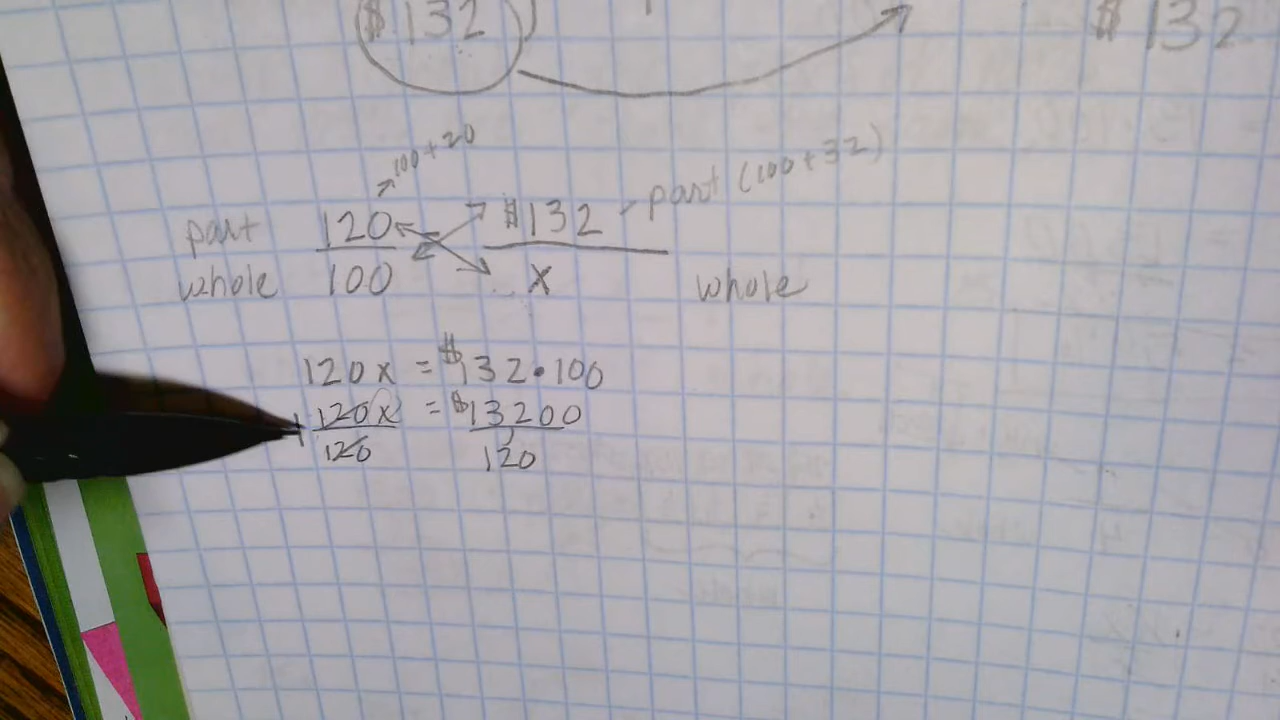 $132 $132
100+20
part 120 $132 - part (100+32)
whole 100 x whole
120x = $132•100
120x = $13200
120 120